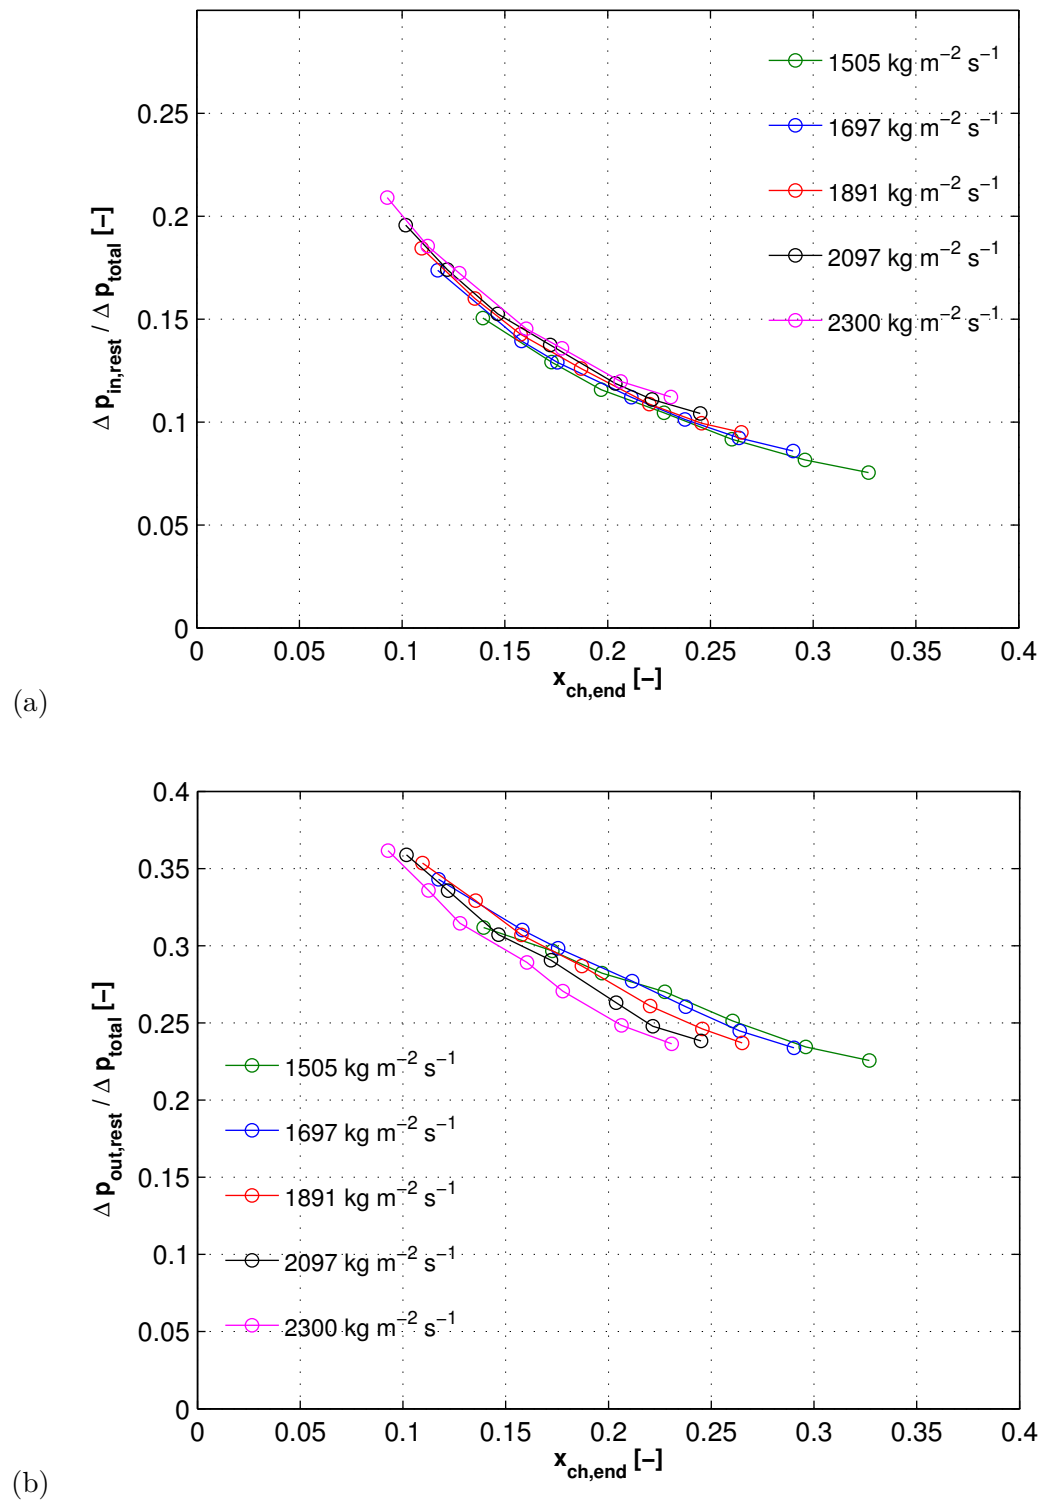 0.25
0.2
0.15
0.1
0.05
0
Δ p_in,rest / Δ p_total [−]
1505 kg m⁻² s⁻¹
1697 kg m⁻² s⁻¹
1891 kg m⁻² s⁻¹
2097 kg m⁻² s⁻¹
2300 kg m⁻² s⁻¹
0 0.05 0.1 0.15 0.2 0.25 0.3 0.35 0.4
x_ch,end [−]
(a)
0.4
0.35
0.3
0.25
0.2
0.15
0.1
0.05
0
Δ p_out,rest / Δ p_total [−]
1505 kg m⁻² s⁻¹
1697 kg m⁻² s⁻¹
1891 kg m⁻² s⁻¹
2097 kg m⁻² s⁻¹
2300 kg m⁻² s⁻¹
0 0.05 0.1 0.15 0.2 0.25 0.3 0.35 0.4
x_ch,end [−]
(b)